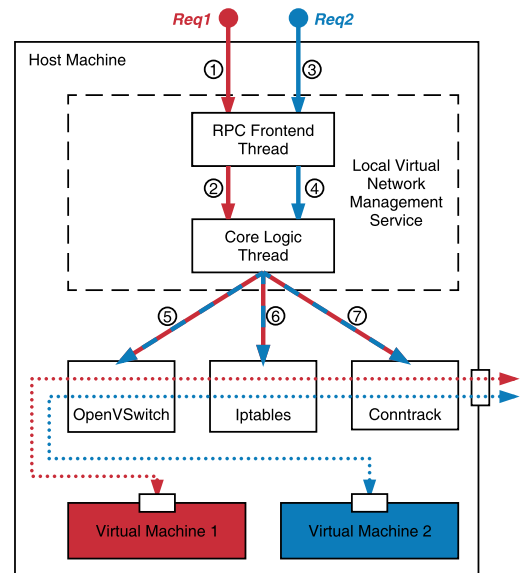 Req1
Req2
Host Machine
1
3
RPC Frontend
Thread
Local Virtual
Network
Management
Service
2
4
Core Logic
Thread
5
6
7
OpenVSwitch
Iptables
Conntrack
Virtual Machine 1
Virtual Machine 2